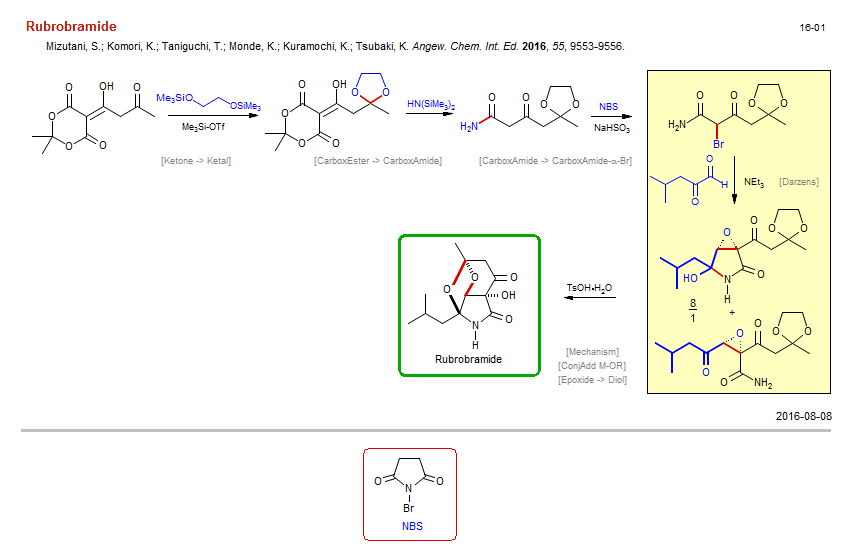 Rubrobramide
16-01
Mizutani, S.; Komori, K.; Taniguchi, T.; Monde, K.; Kuramochi, K.; Tsubaki, K. Angew. Chem. Int. Ed. 2016, 55, 9553-9556.
O OH O
O
O O
Me3SiO
OSiMe3
Me3Si-OTf
[Ketone -> Ketal]
O OH O O
O
O O
[CarboxEster -> CarboxAmide]
HN(SiMe3)2
O O O O
H2N
[CarboxAmide -> CarboxAmide-α-Br]
NBS
NaHSO3
O O O O
H2N
Br
O
H
O
NEt3
[Darzens]
O O O O
HO N O
H
8
1
+
O O O O
O O NH2
TsOH•H2O
[Mechanism]
[ConjAdd M-OR]
[Epoxide -> Diol]
O O O
OH
N O
H
Rubrobramide
2016-08-08
O N O
Br
NBS